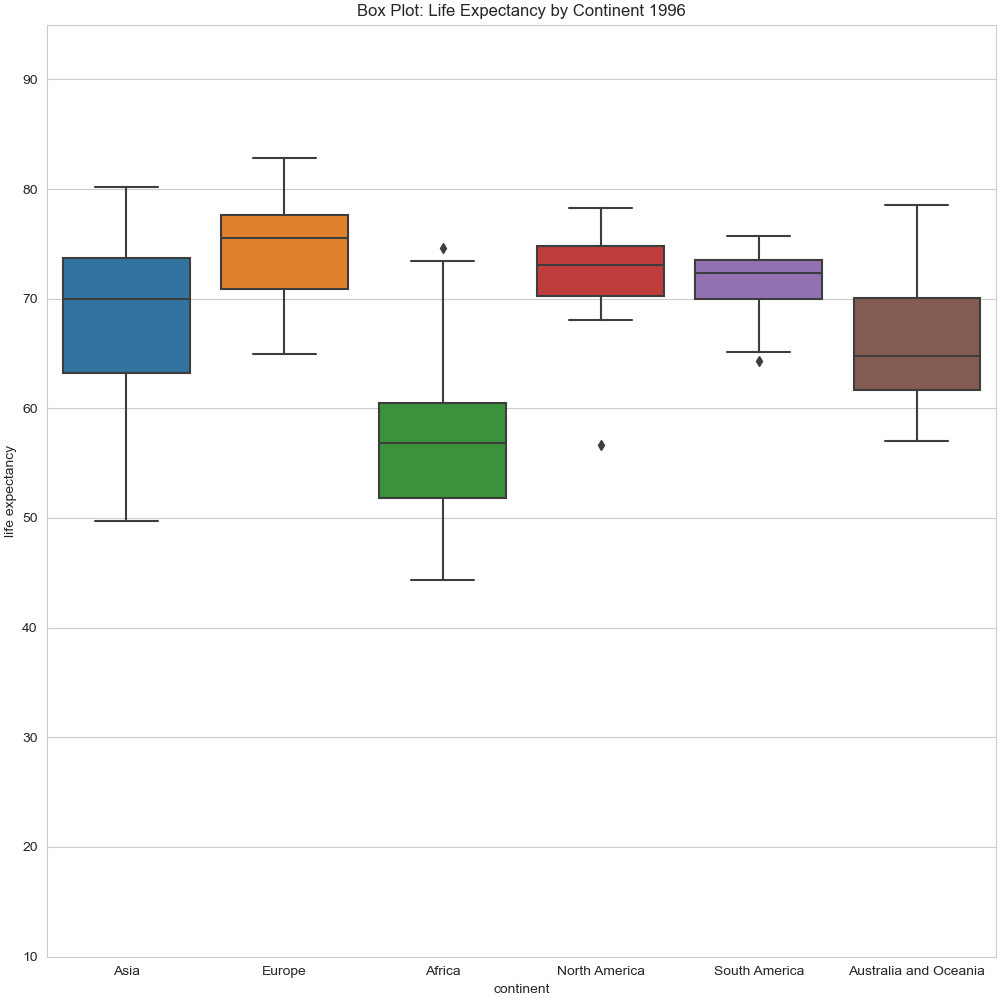 Box Plot: Life Expectancy by Continent 1996
life expectancy
90
80
70
60
50
40
30
20
10
Asia Europe Africa North America South America Australia and Oceania
continent